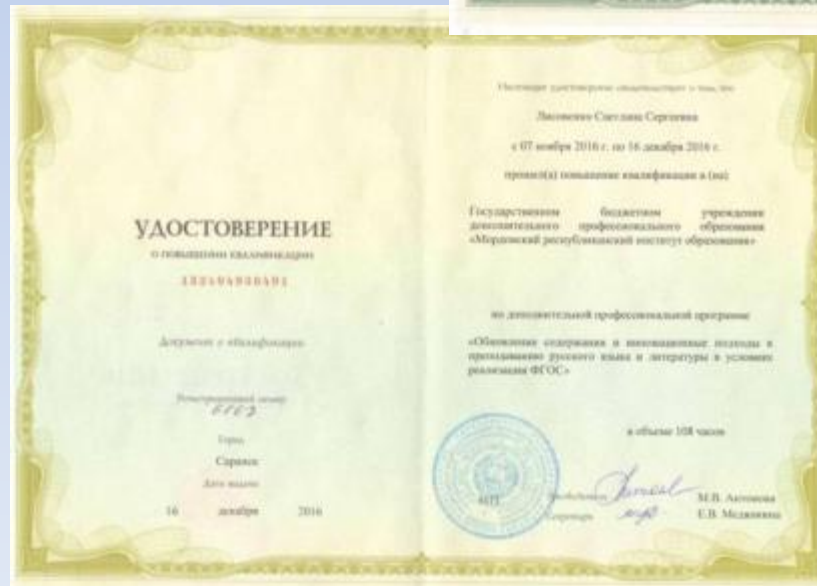 УДОСТОВЕРЕНИЕ
О ПОВЫШЕНИИ КВАЛИФИКАЦИИ
Документ о квалификации
Регистрационный номер
Город
Саранск
Дата выдачи
16 декабря 2016
Настоящее удостоверение свидетельствует о том, что
Светлана Сергеевна
с 07 ноября 2016 г. по 16 декабря 2016 г.
прошел(а) повышение квалификации в (на)
Государственном бюджетном учреждении
дополнительного профессионального образования
«Мордовский республиканский институт образования»
по дополнительной профессиональной программе
«Обновление содержания и инновационные подходы к
преподаванию русского языка и литературы в условиях
реализации ФГОС»
в объеме 108 часов
М.В. Антонова
Секретарь Е.В.